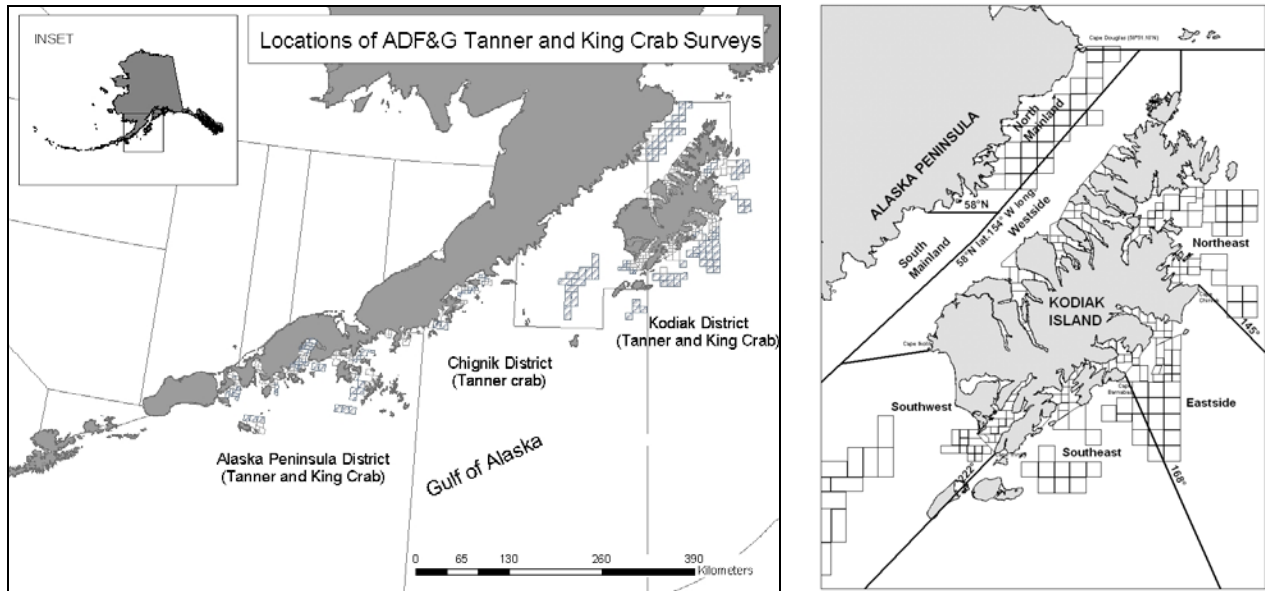 INSET
Locations of ADF&G Tanner and King Crab Surveys
Kodiak District
(Tanner and King Crab)
Chignik District
(Tanner crab)
Alaska Peninsula District
(Tanner and King Crab)
Gulf of Alaska
0 65 130 260 390
Kilometers
ALASKA PENINSULA
North
Mainland
58°N
South
Mainland
58°N lat.-154° W long
Westside
Northeast
KODIAK
ISLAND
145°
Southwest
Eastside
Southeast
222°
168°